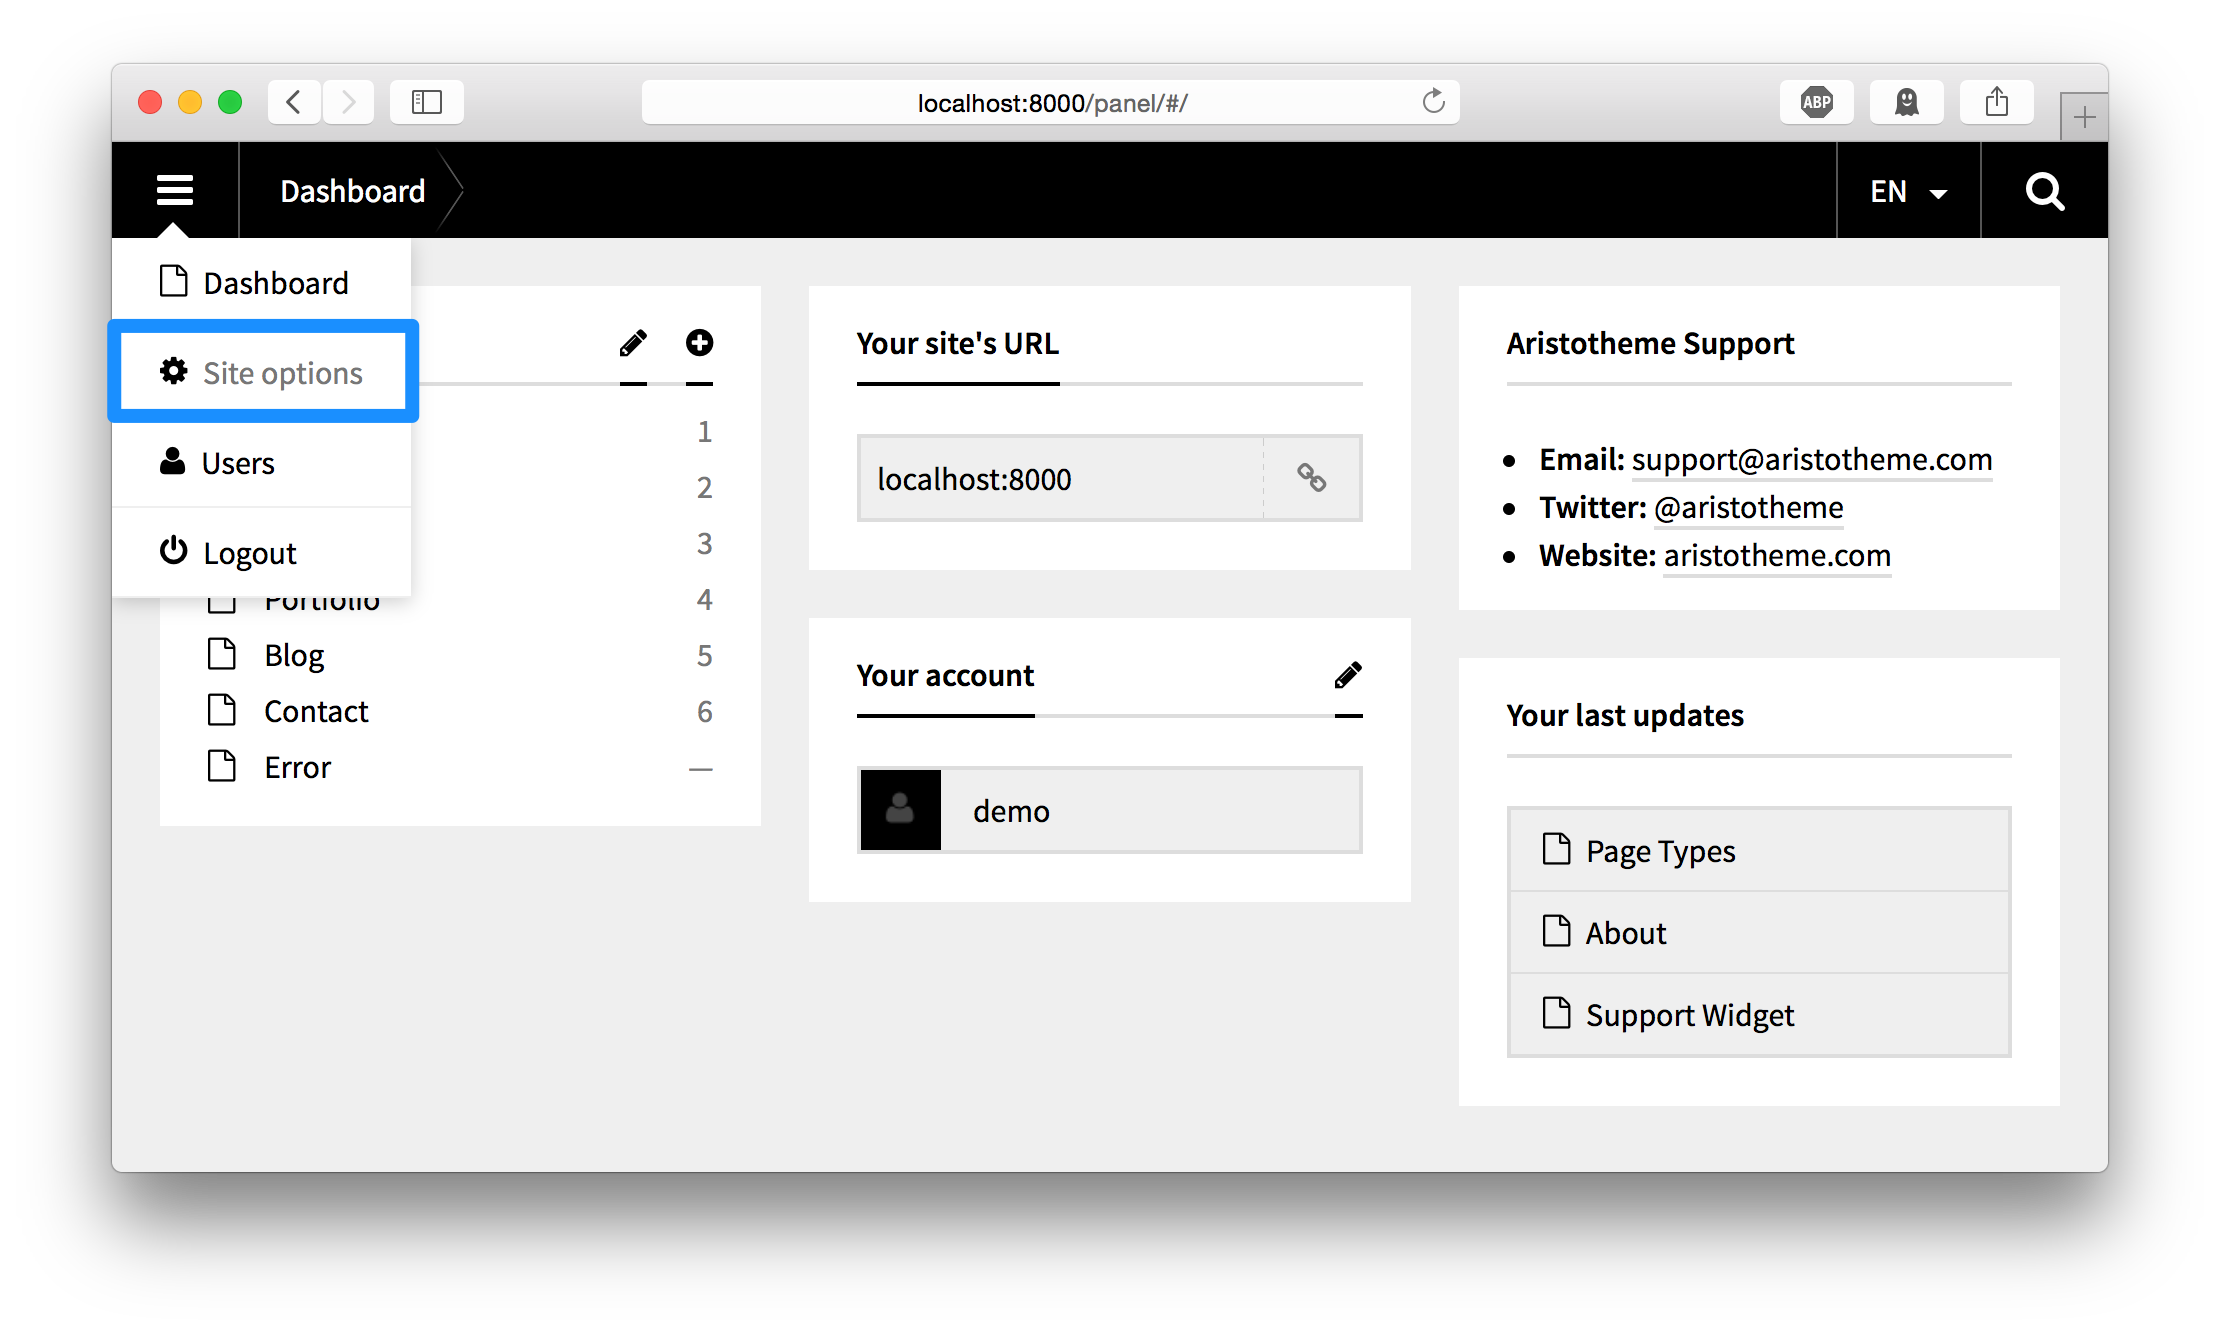 localhost:8000/panel/#/
ABP
Dashboard
EN
Dashboard
Site options
Users
Logout
1
2
3
Portfolio 4
Blog 5
Contact 6
Error —
Your site's URL
localhost:8000
Your account
demo
Aristotheme Support
Email: support@aristotheme.com
Twitter: @aristotheme
Website: aristotheme.com
Your last updates
Page Types
About
Support Widget